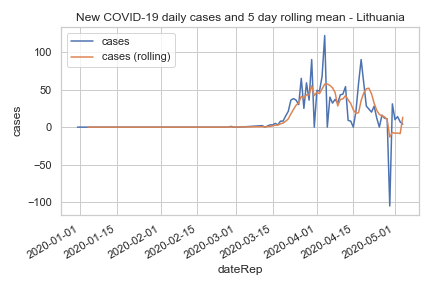 New COVID-19 daily cases and 5 day rolling mean - Lithuania
cases
cases (rolling)
cases
100
50
0
−50
−100
2020-01-01
2020-01-15
2020-02-01
2020-02-15
2020-03-01
2020-03-15
2020-04-01
2020-04-15
2020-05-01
dateRep